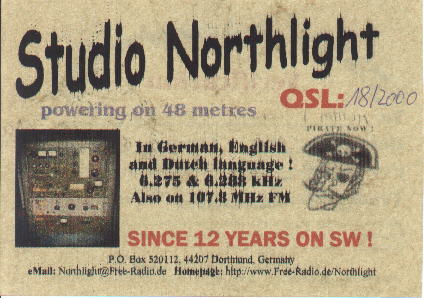 Studio Northlight
QSL: 18/2000
powering on 48 metres
PIRATE NOW !
In German, English
and Dutch language !
6.275 & 6.283 kHz
Also on 107.8 MHz FM
SINCE 12 YEARS ON SW !
P.O. Box 520112, 44207 Dortmund, Germany
eMail: Northlight@Free-Radio.de Homepage: http://www.Free-Radio.de/Northlight